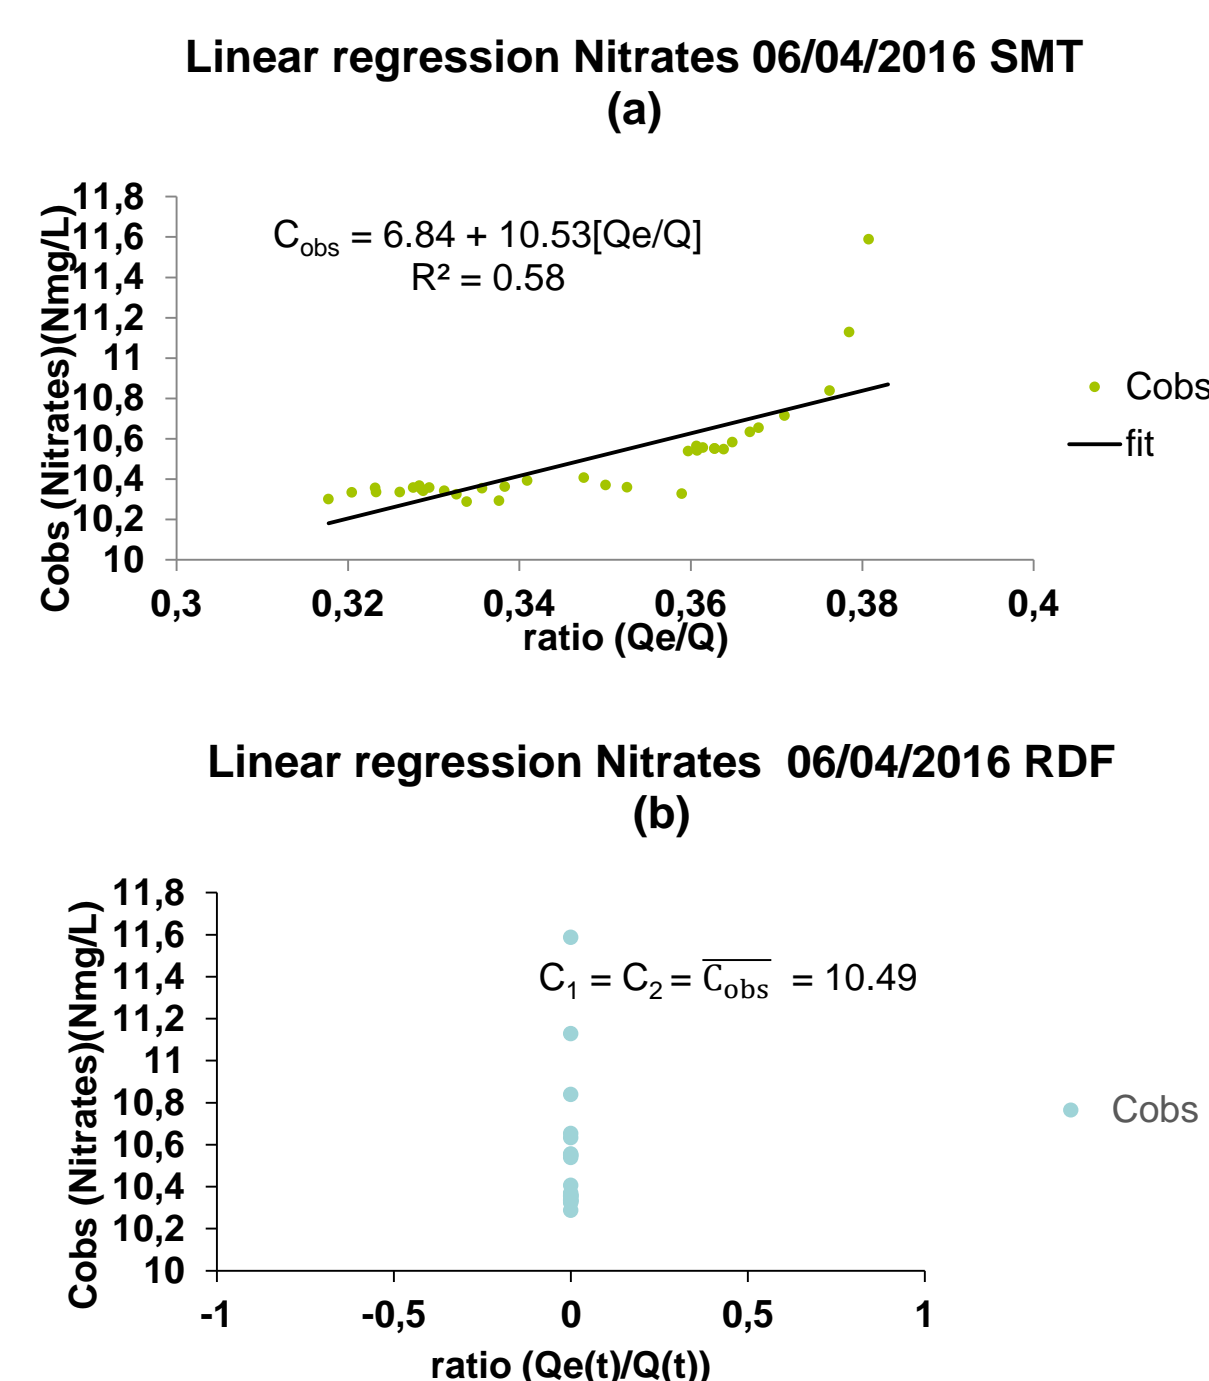 Linear regression Nitrates 06/04/2016 SMT
(a)
Cobs (Nitrates)(Nmg/L)
11,8
11,6
11,4
11,2
11
10,8
10,6
10,4
10,2
10
Cobs = 6.84 + 10.53[Qe/Q]
R² = 0.58
Cobs
fit
0,3 0,32 0,34 0,36 0,38 0,4
ratio (Qe/Q)
Linear regression Nitrates  06/04/2016 RDF
(b)
Cobs (Nitrates)(Nmg/L)
11,8
11,6
11,4
11,2
11
10,8
10,6
10,4
10,2
10
C₁ = C₂ = C̅o̅b̅s̅ = 10.49
Cobs
-1 -0,5 0 0,5 1
ratio (Qe(t)/Q(t))